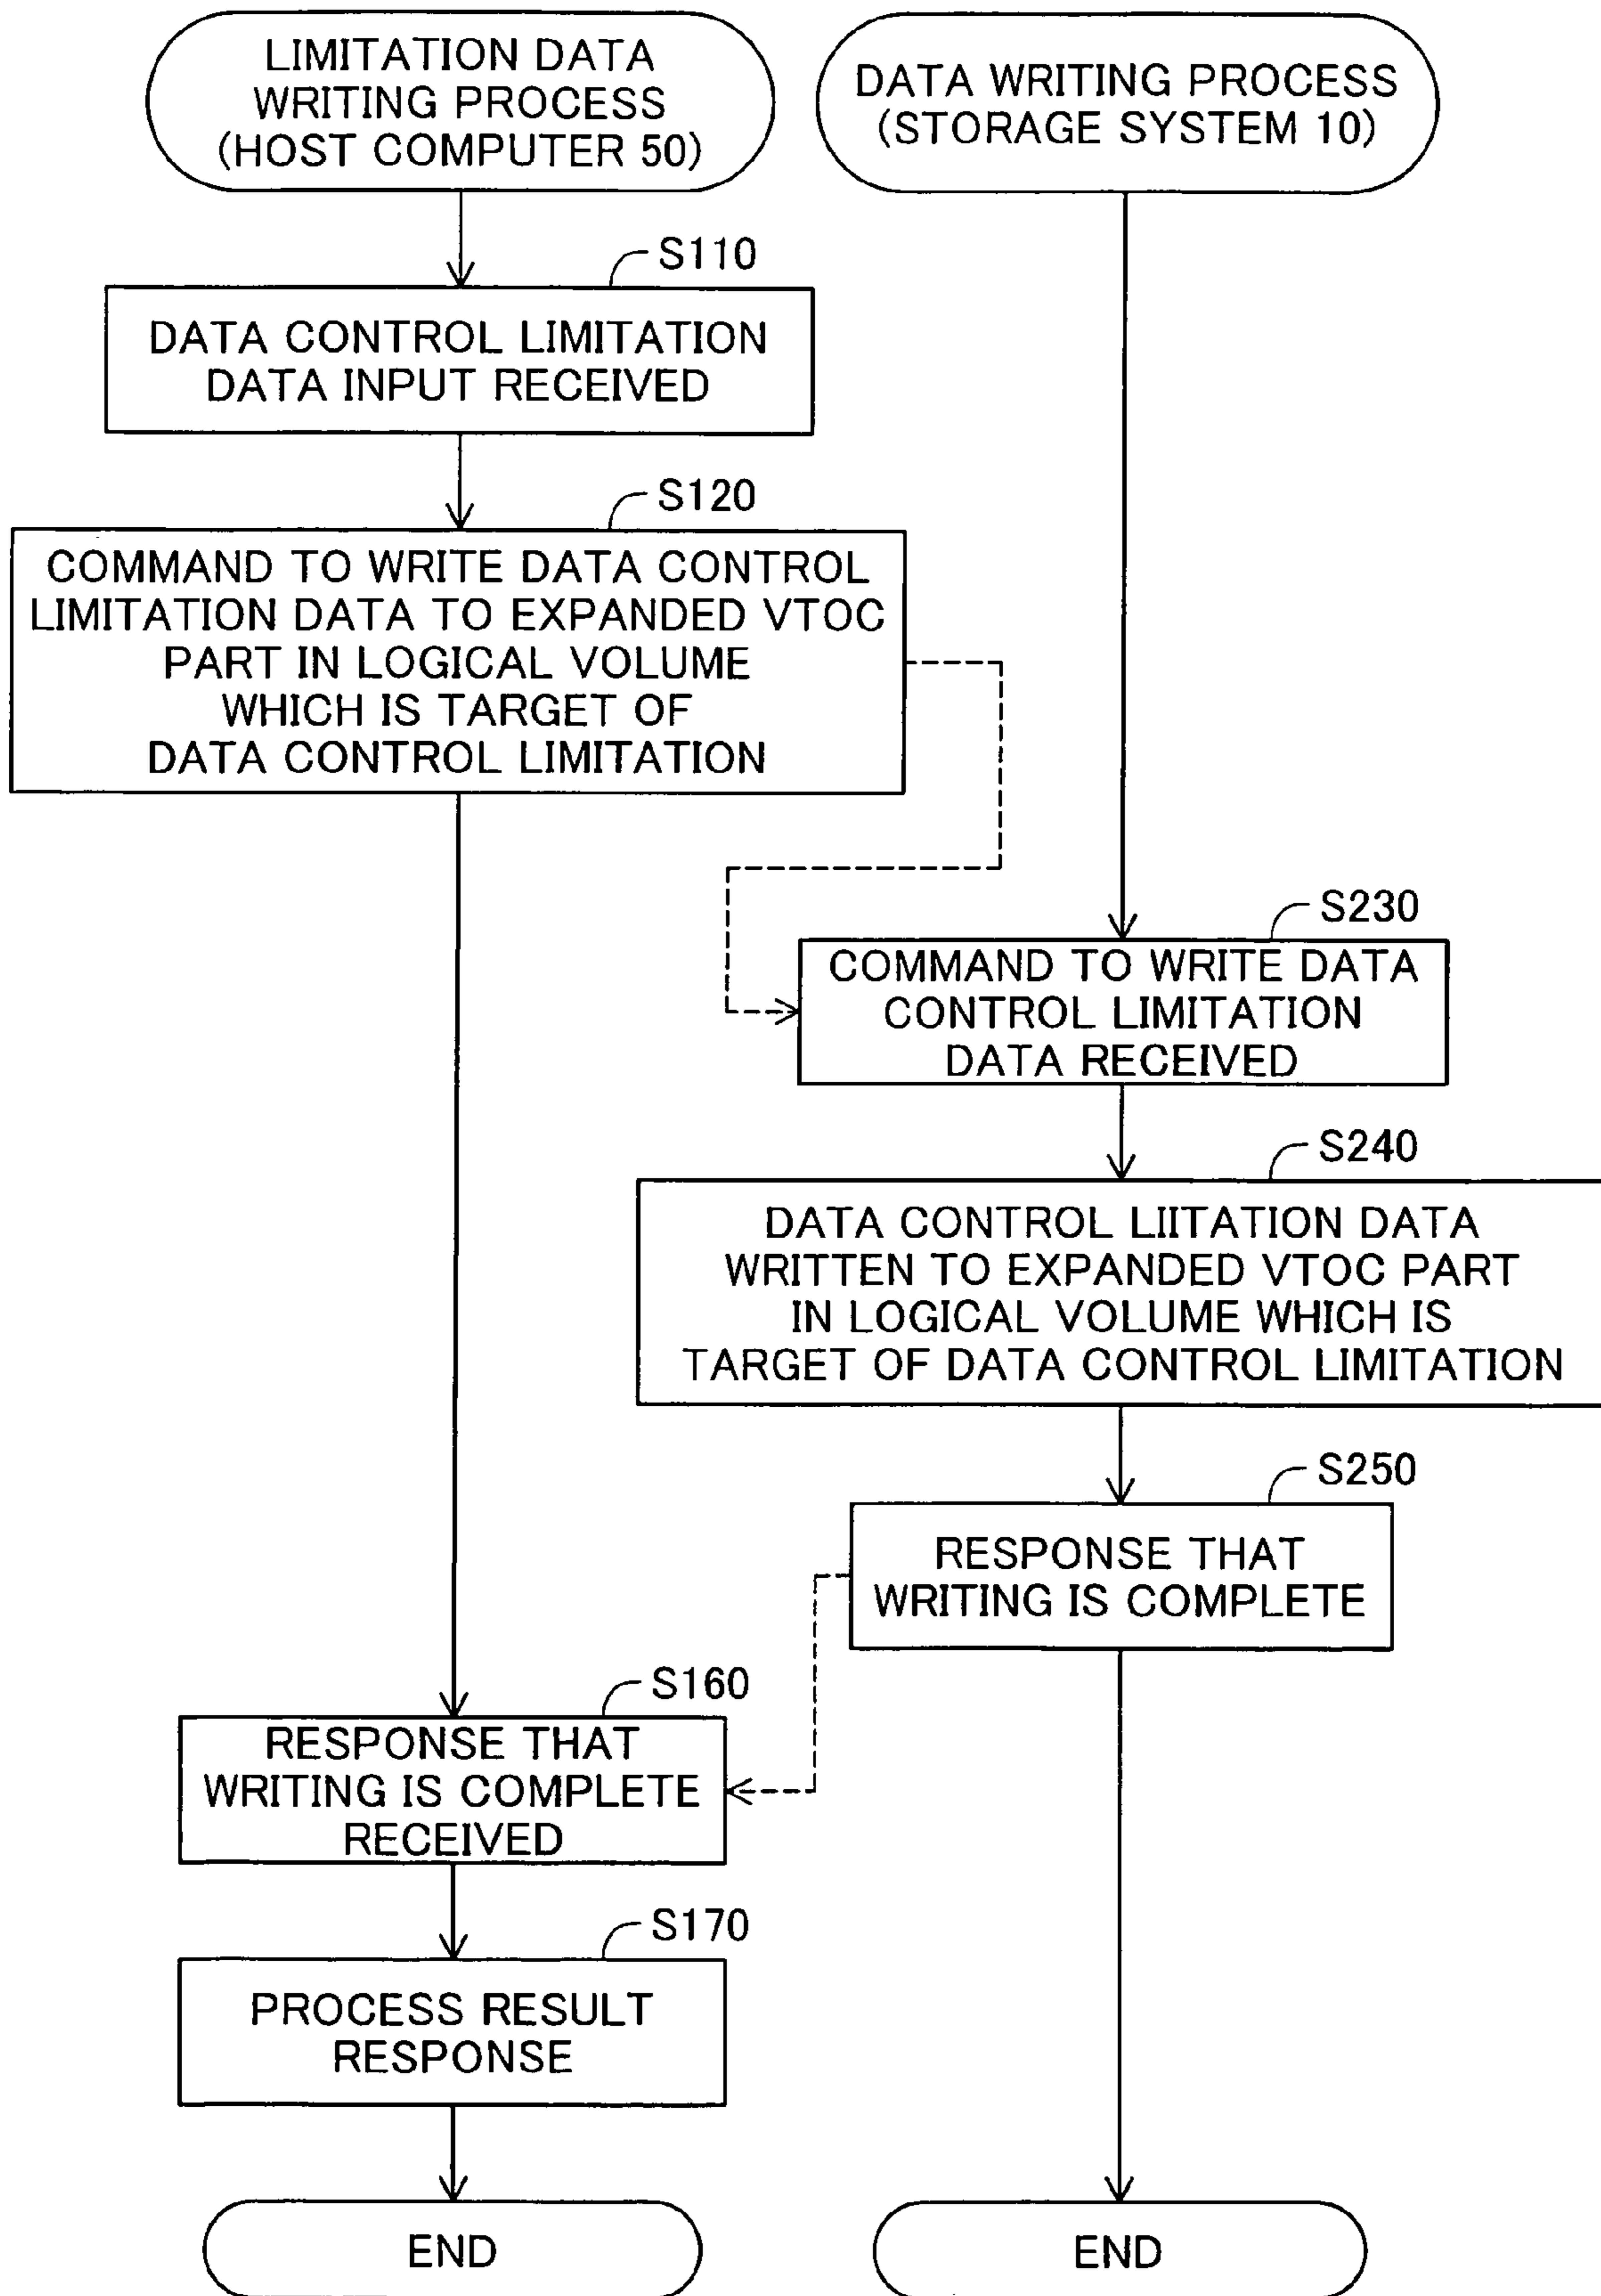 LIMITATION DATA
WRITING PROCESS
(HOST COMPUTER 50)
DATA WRITING PROCESS
(STORAGE SYSTEM 10)
S110
DATA CONTROL LIMITATION
DATA INPUT RECEIVED
S120
COMMAND TO WRITE DATA CONTROL
LIMITATION DATA TO EXPANDED VTOC
PART IN LOGICAL VOLUME
WHICH IS TARGET OF
DATA CONTROL LIMITATION
S230
COMMAND TO WRITE DATA
CONTROL LIMITATION
DATA RECEIVED
S240
DATA CONTROL LIITATION DATA
WRITTEN TO EXPANDED VTOC PART
IN LOGICAL VOLUME WHICH IS
TARGET OF DATA CONTROL LIMITATION
S250
RESPONSE THAT
WRITING IS COMPLETE
S160
RESPONSE THAT
WRITING IS COMPLETE
RECEIVED
S170
PROCESS RESULT
RESPONSE
END
END